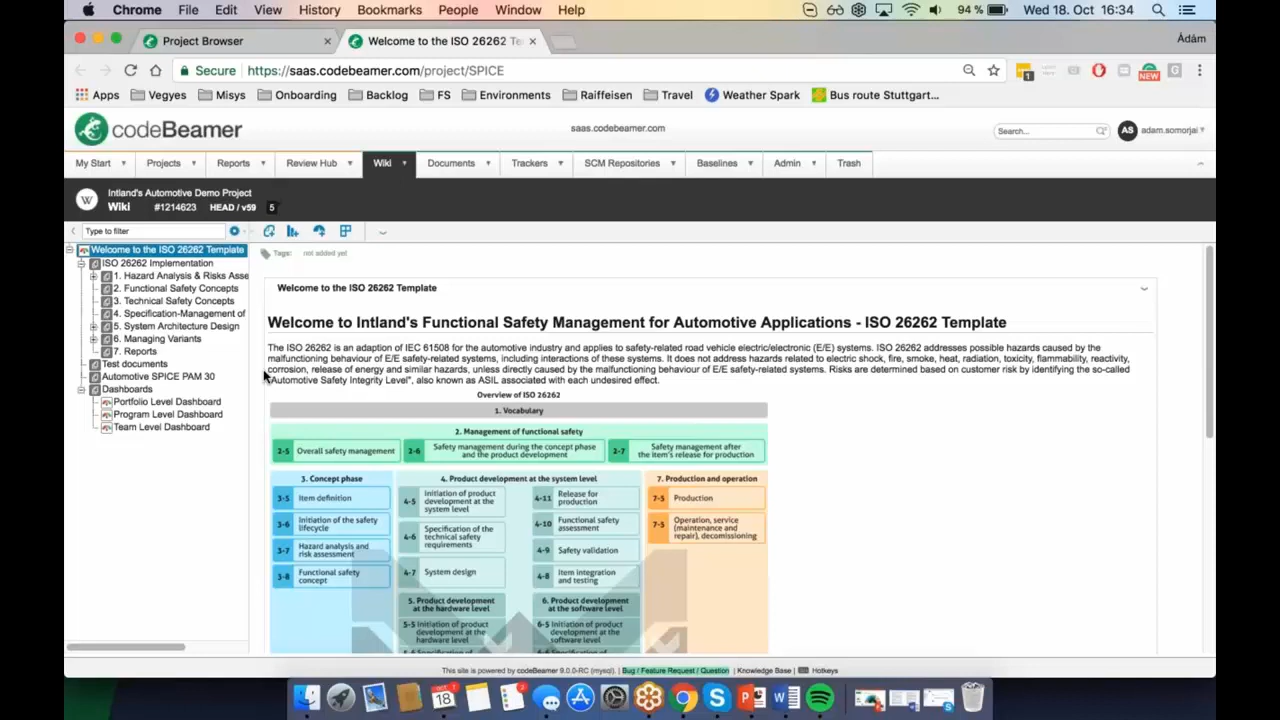 Chrome File Edit View History Bookmarks People Window Help 94 % Wed 18. Oct 16:34
Project Browser
Welcome to the ISO 26262 Te
Ádám
Secure https://saas.codebeamer.com/project/SPICE
1
NEW
Apps Vegyes Misys Onboarding Backlog FS Environments Raiffeisen Travel Weather Spark Bus route Stuttgart...
codeBeamer
saas.codebeamer.com
Search...
AS adam.somorjai
My Start Projects Reports Review Hub Wiki Documents Trackers SCM Repositories Baselines Admin Trash
W
Intland's Automotive Demo Project
Wiki #1214623 HEAD / v59 5
Type to filter
Welcome to the ISO 26262 Template
ISO 26262 Implementation
1. Hazard Analysis & Risks Asse
2. Functional Safety Concepts
3. Technical Safety Concepts
4. Specification-Management of
5. System Architecture Design
6. Managing Variants
7. Reports
Test documents
Automotive SPICE PAM 30
Dashboards
Portfolio Level Dashboard
Program Level Dashboard
Team Level Dashboard
Tags: not added yet
Welcome to the ISO 26262 Template
Welcome to Intland's Functional Safety Management for Automotive Applications - ISO 26262 Template
The ISO 26262 is an adaption of IEC 61508 for the automotive industry and applies to safety-related road vehicle electric/electronic (E/E) systems. ISO 26262 addresses possible hazards caused by the
malfunctioning behaviour of E/E safety-related systems, including interactions of these systems. It does not address hazards related to electric shock, fire, smoke, heat, radiation, toxicity, flammability, reactivity,
corrosion, release of energy and similar hazards, unless directly caused by the malfunctioning behaviour of E/E safety-related systems. Risks are determined based on customer risk by identifying the so-called
"Automotive Safety Integrity Level", also known as ASIL associated with each undesired effect.
Overview of ISO 26262
1. Vocabulary
2. Management of functional safety
2-5 Overall safety management
2-6 Safety management during the concept phase
and the product development
2-7 Safety management after
the item's release for production
3. Concept phase
3-5 Item definition
3-6 Initiation of the safety
lifecycle
3-7 Hazard analysis and
risk assessment
3-8 Functional safety
concept
4. Product development at the system level
4-5 Initiation of product
development at the
system level
4-6 Specification of the
technical safety
requirements
4-7 System design
4-11 Release for
production
4-10 Functional safety
assessment
4-9 Safety validation
4-8 Item integration
and testing
7. Production and operation
7-5 Production
7-5 Operation, service
(maintenance and
repair), decomissioning
5. Product development
at the hardware level
5-5 Initiation of product
development at the
hardware level
6. Product development
at the software level
6-5 Initiation of product
development at the
software level
This site is powered by codeBeamer 9.0.0-RC (mysql). | Bug / Feature Request / Question | Knowledge Base | Hotkeys
OCT
18